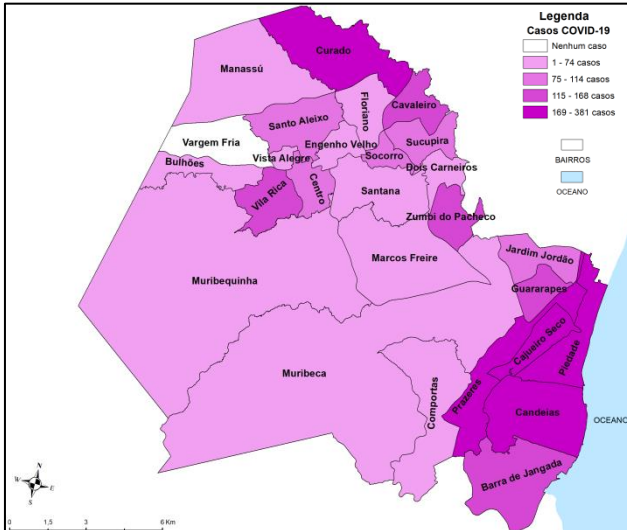 Legenda
Casos COVID-19
Nenhum caso
1 - 74 casos
75 - 114 casos
115 - 168 casos
169 - 381 casos
BAIRROS
OCEANO
Curado
Manassú
Floriano
Cavaleiro
Santo Aleixo
Vargem Fria
Engenho Velho
Sucupira
Vista Alegre
Socorro
Bulhões
Dois Carneiros
Vila Rica
Centro
Santana
Zumbi do Pacheco
Jardim Jordão
Marcos Freire
Muribequinha
Guararapes
Cajueiro Seco
Piedade
Muribeca
Comportas
Prazeres
Candeias
OCEANO
Barra de Jangada
N
W E
S
0 1,5 3 6 Km